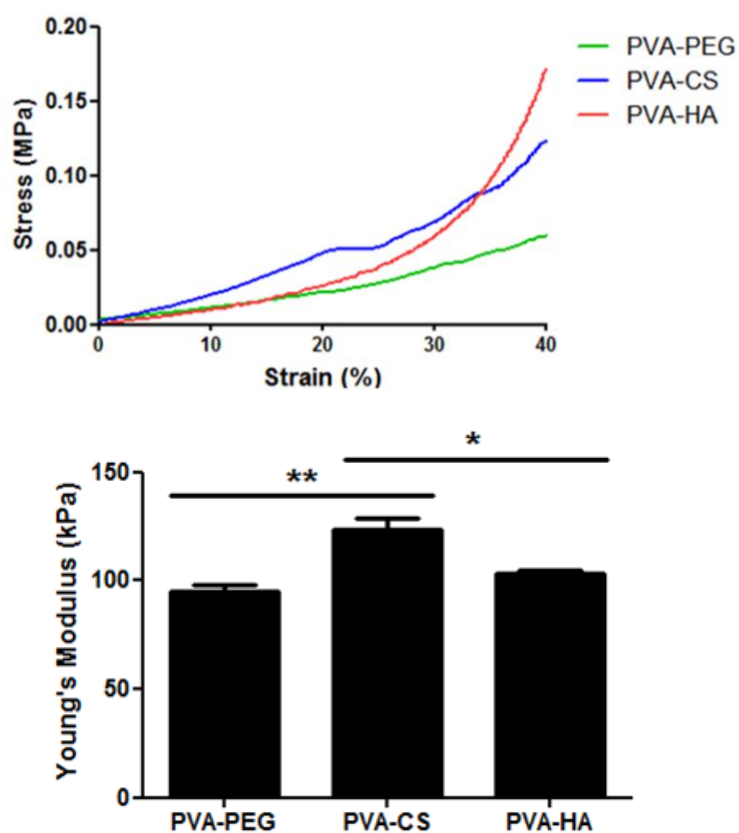 0.20
0.15
0.10
0.05
0.00
Stress (MPa)
0 10 20 30 40
Strain (%)
PVA-PEG
PVA-CS
PVA-HA
*
**
150
100
50
0
Young's Modulus (kPa)
PVA-PEG PVA-CS PVA-HA